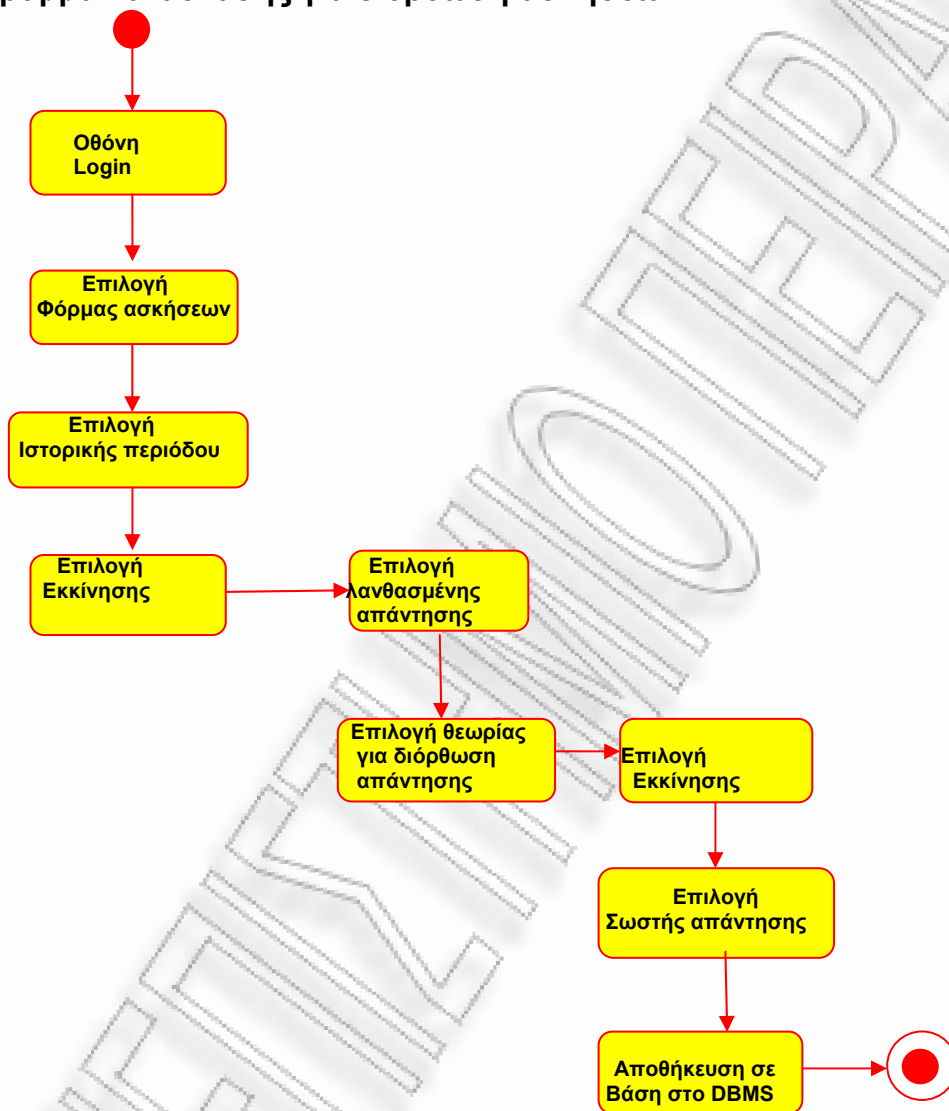 Οθόνη
Login
Επιλογή
Φόρμας ασκήσεων
Επιλογή
Ιστορικής περιόδου
Επιλογή
Εκκίνησης
Επιλογή
λανθασμένης
απάντησης
Επιλογή θεωρίας
για διόρθωση
απάντησης
Επιλογή
Εκκίνησης
Επιλογή
Σωστής απάντησης
Αποθήκευση σε
Βάση στο DBMS